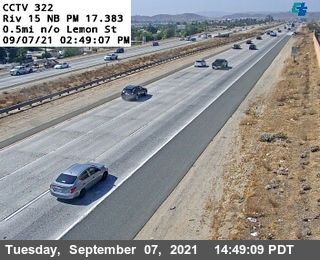 CCTV 322
Riv 15 NB PM 17.383
0.5mi n/o Lemon St
09/07/21 02:49:07 PM
Tuesday, September 07, 2021 14:49:09 PDT